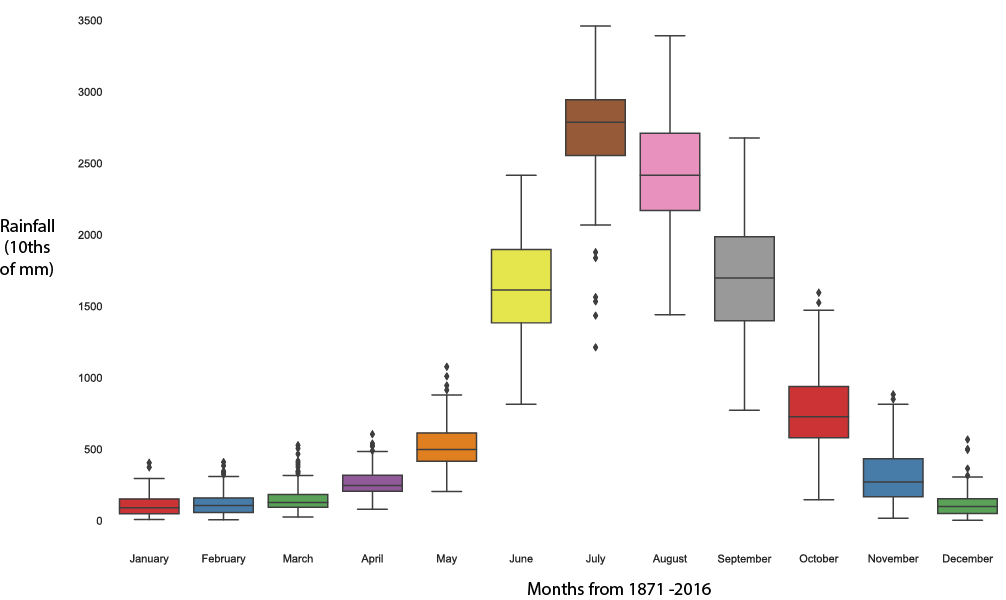 3500
3000
2500
2000
1500
1000
500
0
Rainfall
(10ths
of mm)
January February March April May June July August September October November December
Months from 1871 -2016